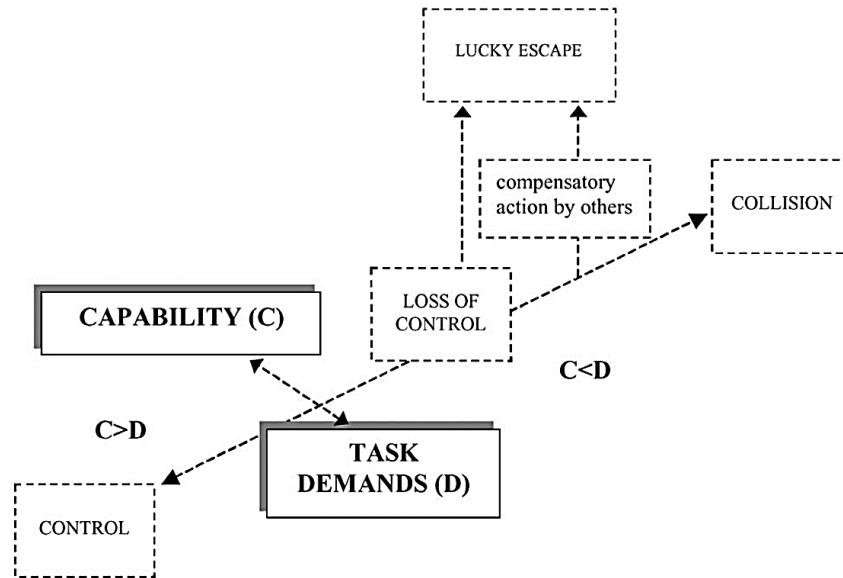 LUCKY ESCAPE
compensatory
action by others
COLLISION
LOSS OF
CONTROL
CAPABILITY (C)
C<D
C>D
TASK
DEMANDS (D)
CONTROL